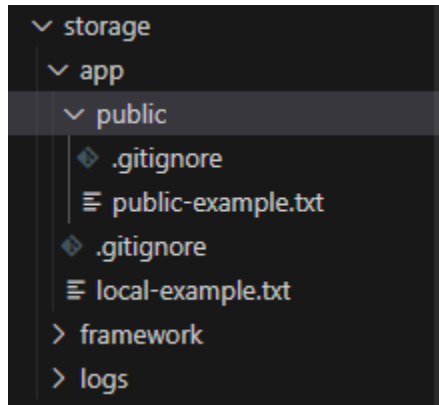 storage
app
public
.gitignore
public-example.txt
.gitignore
local-example.txt
framework
logs